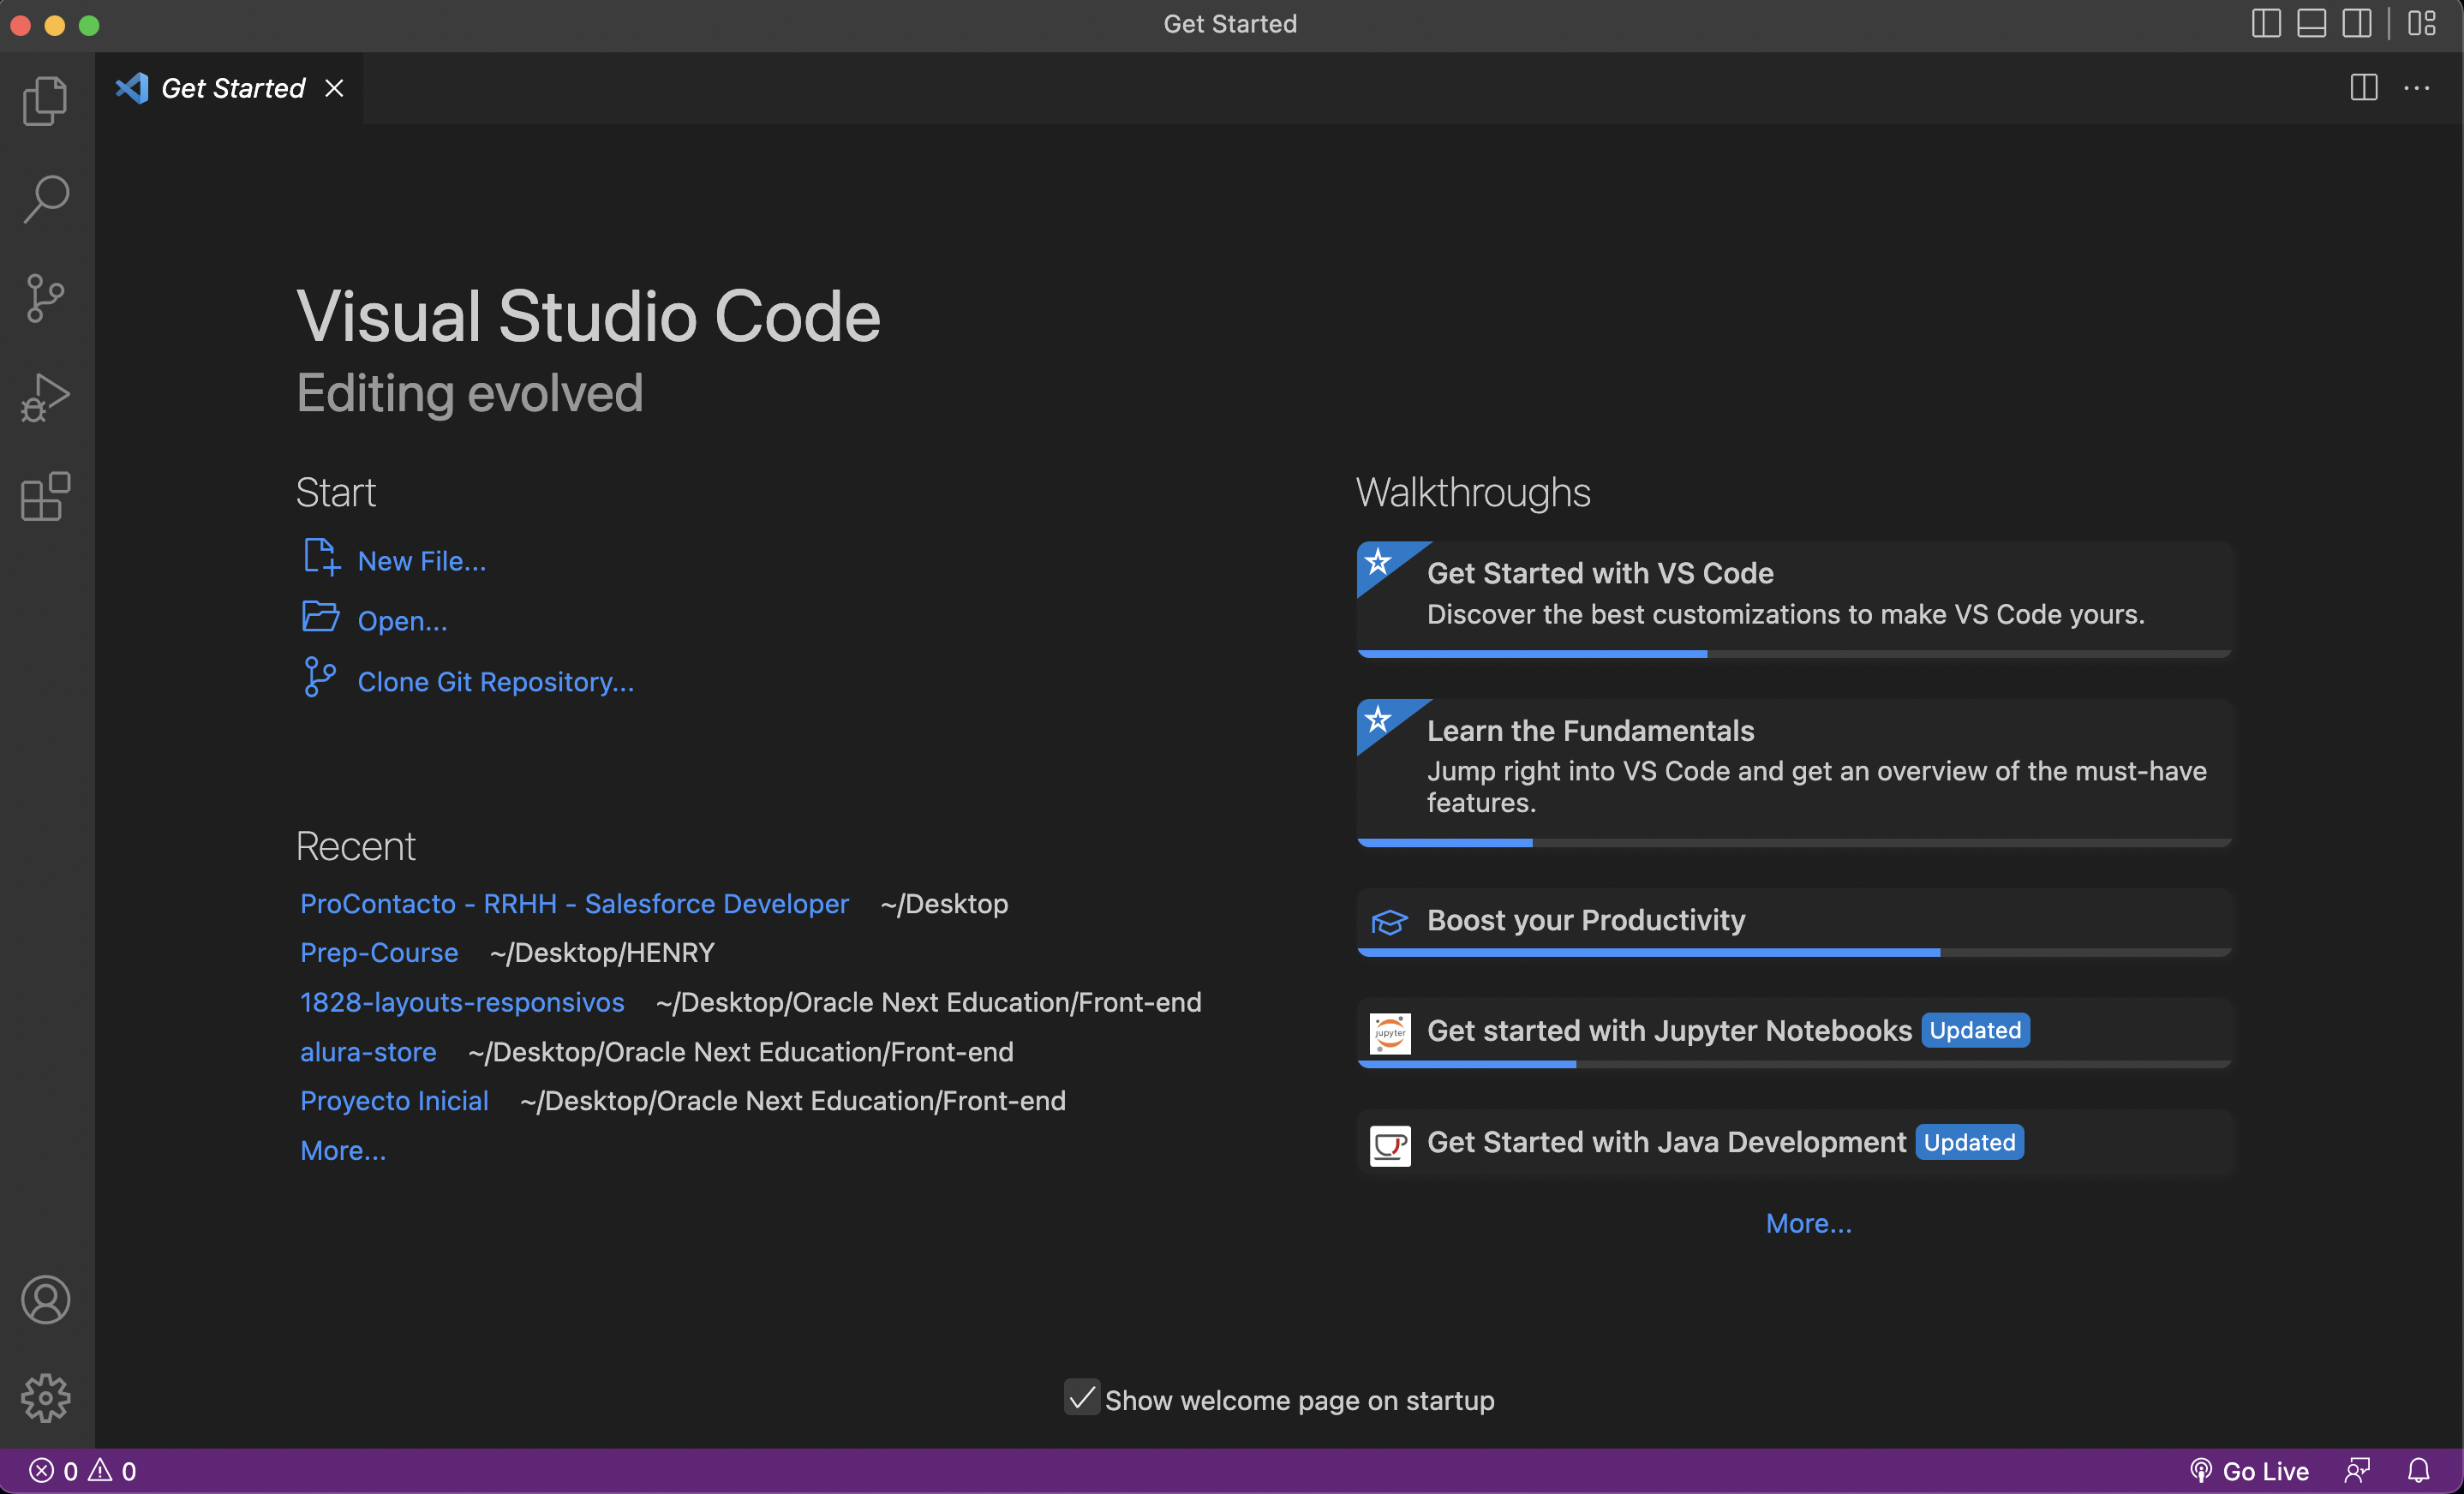 Get Started
Get Started
Visual Studio Code
Editing evolved
Start
New File...
Open...
Clone Git Repository...
Recent
ProContacto - RRHH - Salesforce Developer ~/Desktop
Prep-Course ~/Desktop/HENRY
1828-layouts-responsivos ~/Desktop/Oracle Next Education/Front-end
alura-store ~/Desktop/Oracle Next Education/Front-end
Proyecto Inicial ~/Desktop/Oracle Next Education/Front-end
More...
Walkthroughs
Get Started with VS Code
Discover the best customizations to make VS Code yours.
Learn the Fundamentals
Jump right into VS Code and get an overview of the must-have
features.
Boost your Productivity
jupyter
Get started with Jupyter Notebooks Updated
Get Started with Java Development Updated
More...
Show welcome page on startup
0 0
Go Live